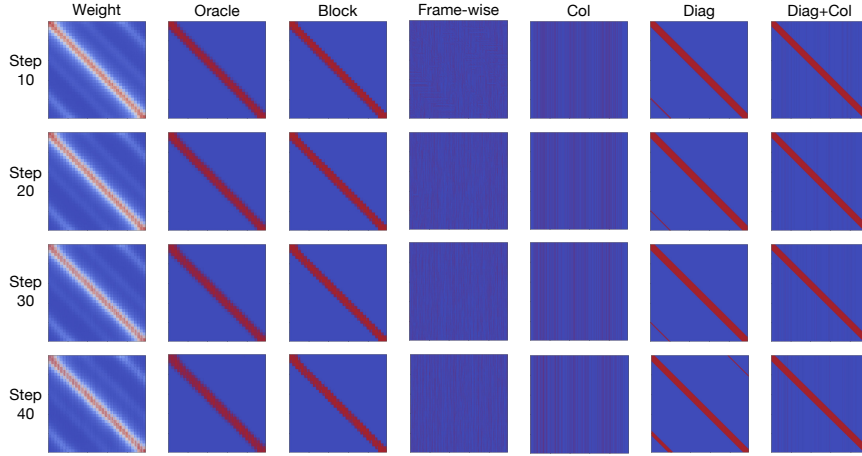 Weight Oracle Block Frame-wise Col Diag Diag+Col
Step
10
Step
20
Step
30
Step
40